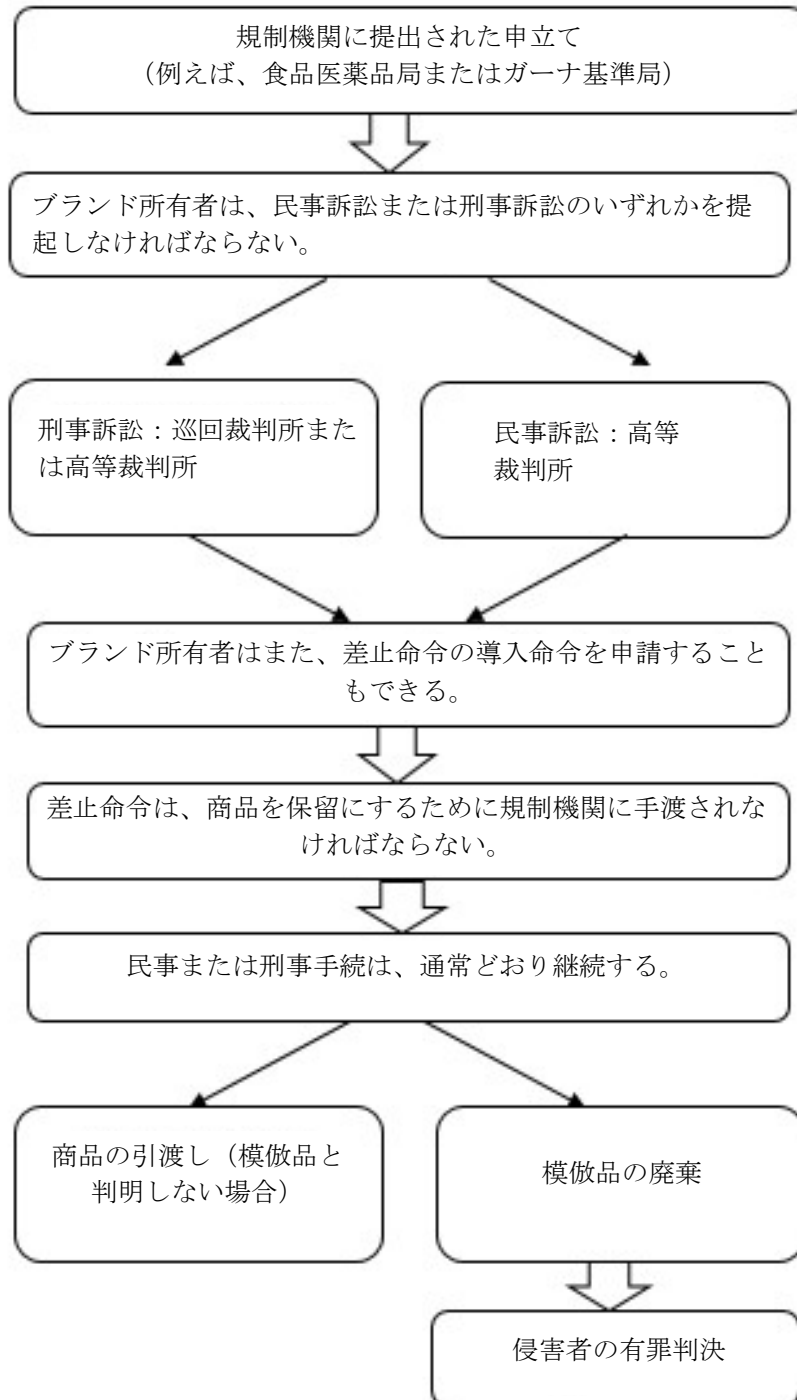 規制機関に提出された申立て
（例えば、食品医薬品局またはガーナ基準局）
ブランド所有者は、民事訴訟または刑事訴訟のいずれかを提
起しなければならない。
刑事訴訟：巡回裁判所また
は高等裁判所
民事訴訟：高等
裁判所
ブランド所有者はまた、差止命令の導入命令を申請すること
もできる。
差止命令は、商品を保留にするために規制機関に手渡されな
ければならない。
民事または刑事手続は、通常どおり継続する。
商品の引渡し（模倣品と
判明しない場合）
模倣品の廃棄
侵害者の有罪判決